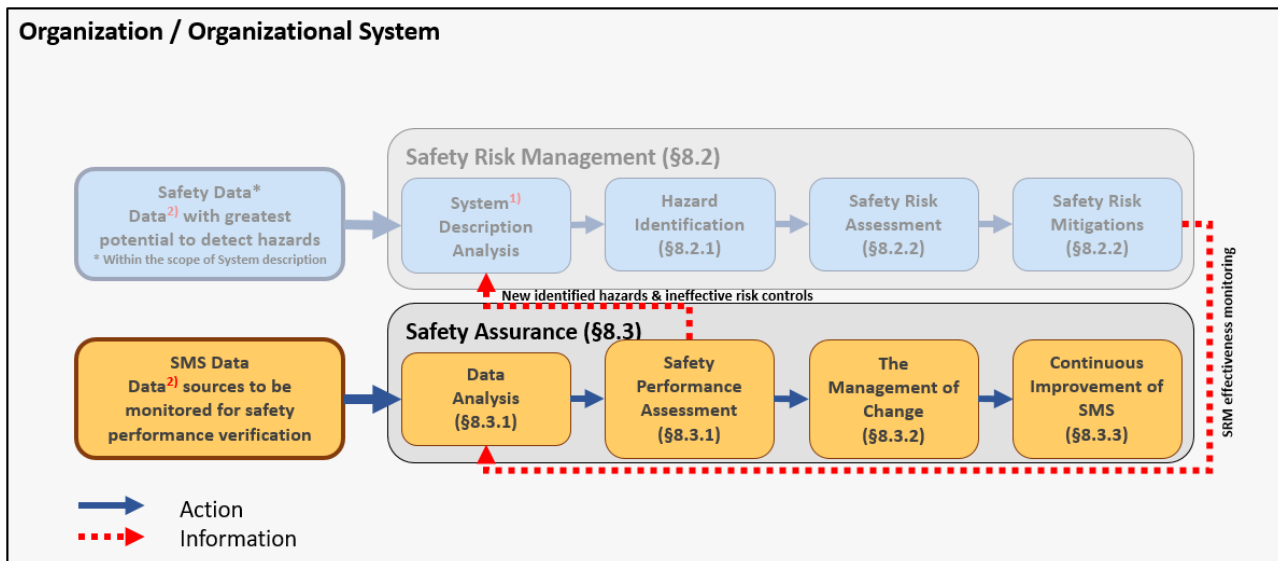 Organization / Organizational System
Safety Risk Management (§8.2)
Safety Data*
Data2) with greatest
potential to detect hazards
* Within the scope of System description
System1)
Description
Analysis
Hazard
Identification
(§8.2.1)
Safety Risk
Assessment
(§8.2.2)
Safety Risk
Mitigations
(§8.2.2)
New identified hazards & ineffective risk controls
SRM effectiveness monitoring
Safety Assurance (§8.3)
SMS Data
Data2) sources to be
monitored for safety
performance verification
Data
Analysis
(§8.3.1)
Safety
Performance
Assessment
(§8.3.1)
The
Management of
Change
(§8.3.2)
Continuous
Improvement of
SMS
(§8.3.3)
Action
Information